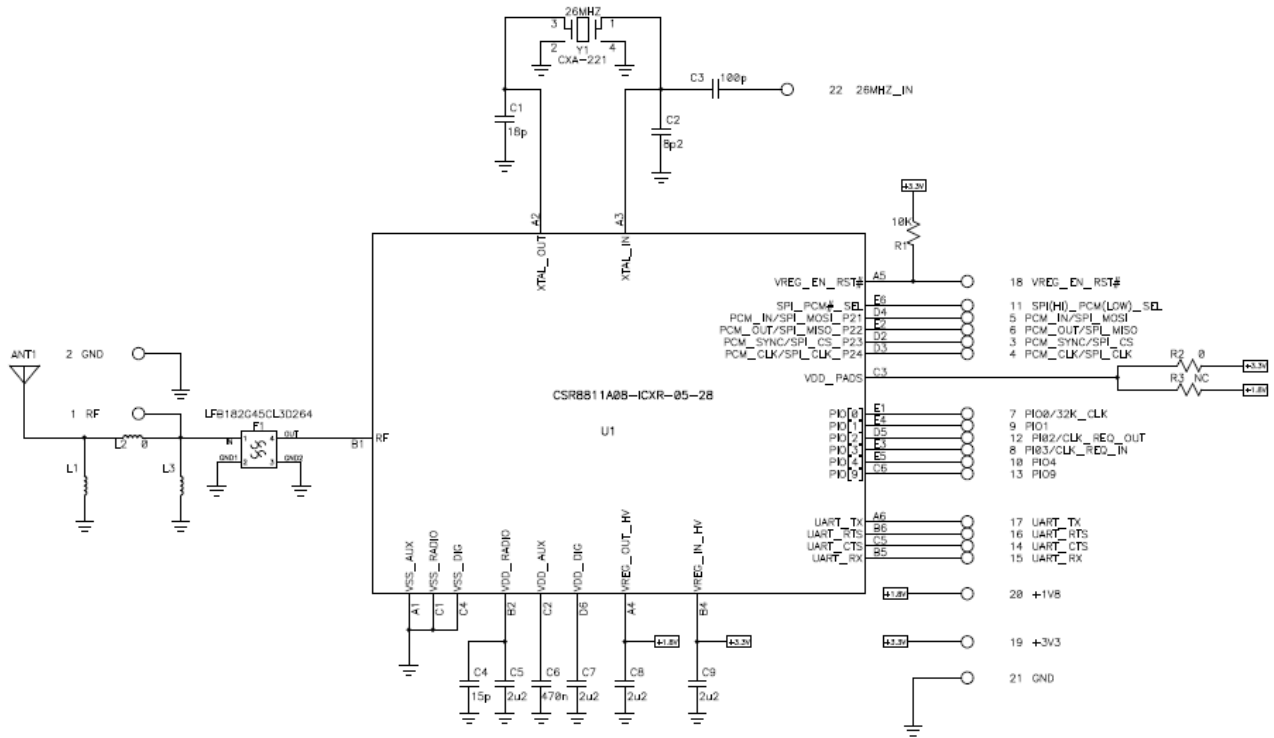 26MHZ
3 1
2 4
Y1
CXA-221
C3 100p
22 26MHZ_IN
C1
18p
C2
8p2
A2 A3
XTAL_OUT XTAL_IN
+3.3V
10K
R1
VREG_EN_RST# A5 18 VREG_EN_RST#
SPI_PCM#_SEL E6 11 SPI(HI)_PCM(LOW)_SEL
PCM_IN/SPI_MOSI_P21 D4 5 PCM_IN/SPI_MOSI
PCM_OUT/SPI_MISO_P22 E2 6 PCM_OUT/SPI_MISO
PCM_SYNC/SPI_CS_P23 D2 3 PCM_SYNC/SPI_CS
PCM_CLK/SPI_CLK_P24 D3 4 PCM_CLK/SPI_CLK
R2 0 +3.3V
VDD_PADS C3
R3 NC +1.8V
CSR8811A08-ICXR-05-28
U1
ANT1 2 GND
1 RF
LFB182G45CL3D264
F1
L2 0
IN 1 4 OUT
GND1 2 3 GND2
B1 RF
L1 L3
PIO[0] E1 7 PIO0/32K_CLK
PIO[1] E4 9 PIO1
PIO[2] D5 12 PIO2/CLK_REQ_OUT
PIO[3] E3 8 PIO3/CLK_REQ_IN
PIO[4] E5 10 PIO4
PIO[9] C6 13 PIO9
UART_TX A6 17 UART_TX
UART_RTS B6 16 UART_RTS
UART_CTS C5 14 UART_CTS
UART_RX B5 15 UART_RX
VSS_AUX VSS_RADIO VSS_DIG VDD_RADIO VDD_AUX VDD_DIG VREG_OUT_HV VREG_IN_HV
A1 C1 C4 B2 C2 D6 A4 B4
+1.8V 20 +1V8
+1.8V +3.3V
+3.3V 19 +3V3
C4 C5 C6 C7 C8 C9
15p 2u2 470n 2u2 2u2 2u2
21 GND